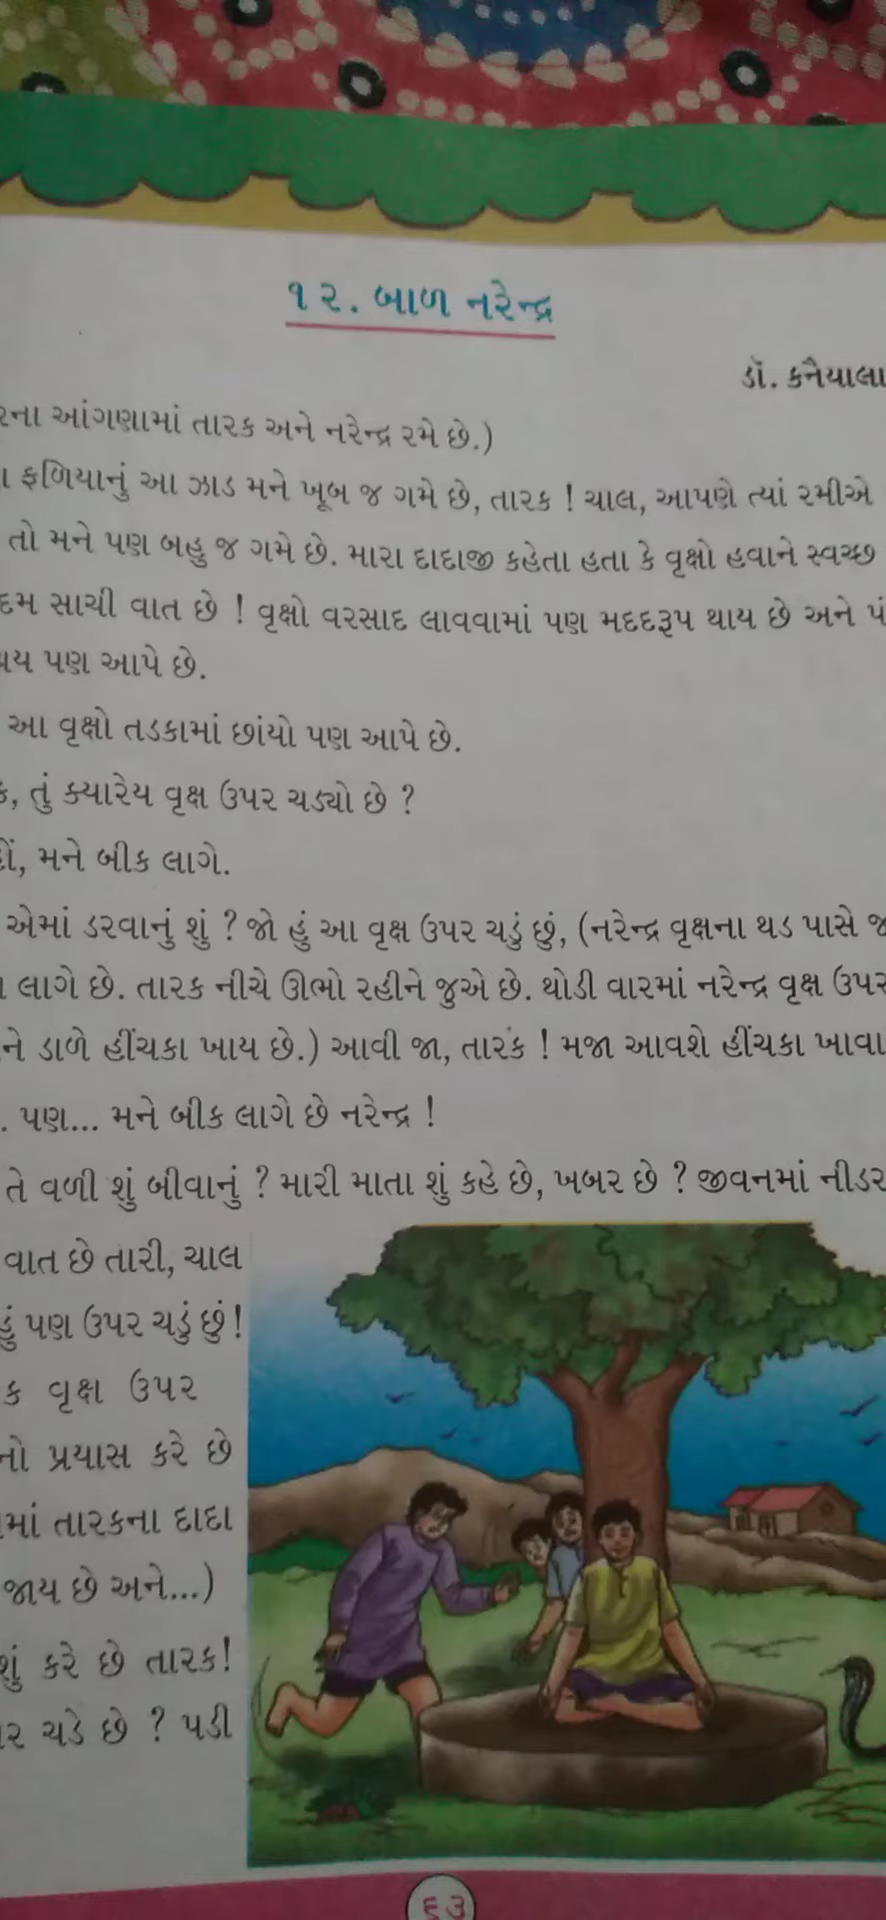 ૧૨. બાળ નરેન્દ્ર
ડૉ. કનૈયાલા
રના આંગણામાં તારક અને નરેન્દ્ર રમે છે.)
ફળિયાનું આ ઝાડ મને ખૂબ જ ગમે છે, તારક ! ચાલ, આપણે ત્યાં રમીએ
તો મને પણ બહુ જ ગમે છે. મારા દાદાજી કહેતા હતા કે વૃક્ષો હવાને સ્વચ્છ
દમ સાચી વાત છે ! વૃક્ષો વરસાદ લાવવામાં પણ મદદરૂપ થાય છે અને પં
પણ આપે છે.
આ વૃક્ષો તડકામાં છાંયો પણ આપે છે.
ક, તું ક્યારેય વૃક્ષ ઉપર ચડ્યો છે ?
મને બીક લાગે.
એમાં ડરવાનું શું ? જો હું આ વૃક્ષ ઉપર ચડું છું, (નરેન્દ્ર વૃક્ષના થડ પાસે જ
લાગે છે. તારક નીચે ઊભો રહીને જુએ છે. થોડી વારમાં નરેન્દ્ર વૃક્ષ ઉપર
ને ડાળે હીંચકા ખાય છે.) આવી જા, તારક ! મજા આવશે હીંચકા ખાવા
. પણ... મને બીક લાગે છે નરેન્દ્ર !
તે વળી શું બીવાનું ? મારી માતા શું કહે છે, ખબર છે ? જીવનમાં નીડર
વાત છે તારી, ચાલ
હું પણ ઉપર ચડું છું!
ક વૃક્ષ ઉપર
નો પ્રયાસ કરે છે
માં તારકના દાદા
જાય છે અને...)
શું કરે છે તારક!
ર ચડે છે ? પડી
૬૩